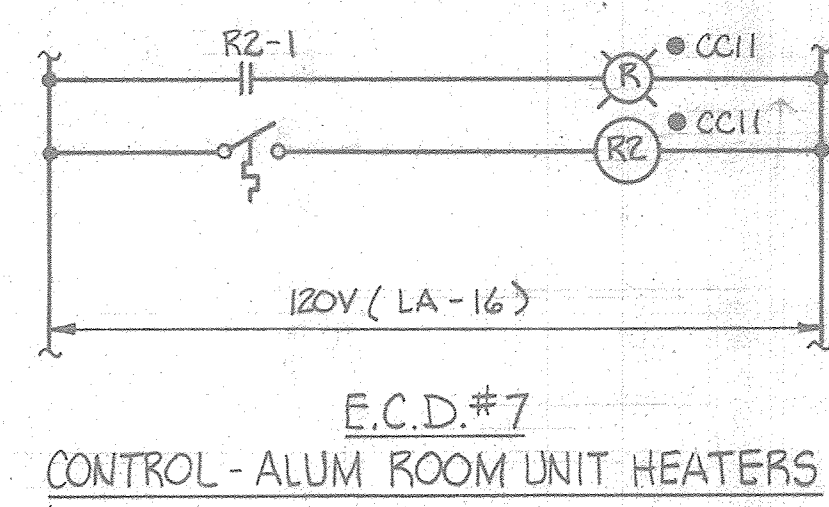 R2-1
R
CC11
CC11
R2
120V (LA-16)
E.C.D.#7
CONTROL - ALUM ROOM UNIT HEATERS